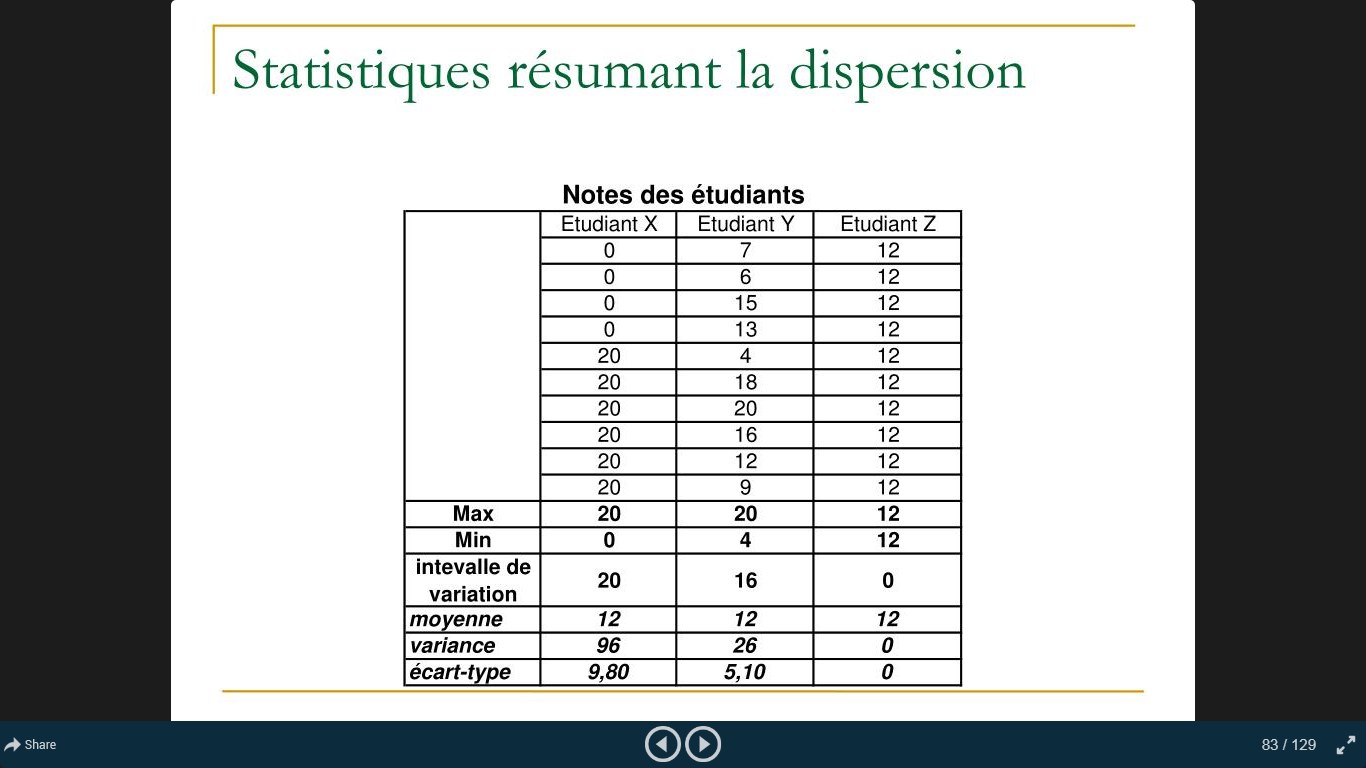 Statistiques résumant la dispersion
Notes des étudiants
Etudiant X Etudiant Y Etudiant Z
0 7 12
0 6 12
0 15 12
0 13 12
20 4 12
20 18 12
20 20 12
20 16 12
20 12 12
20 9 12
Max 20 20 12
Min 0 4 12
intevalle de
variation 20 16 0
moyenne 12 12 12
variance 96 26 0
écart-type 9,80 5,10 0
Share 83 / 129